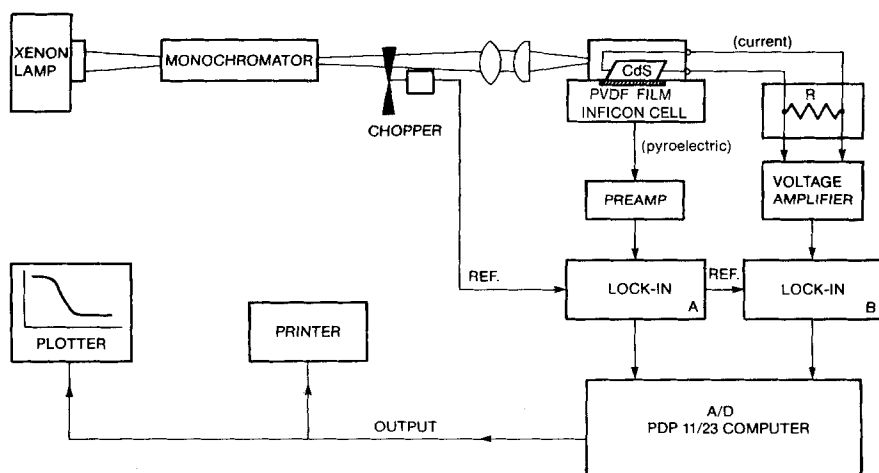 XENON
LAMP
MONOCHROMATOR
CHOPPER
CdS
PVDF FILM
INFICON CELL
(current)
R
(pyroelectric)
PREAMP
VOLTAGE
AMPLIFIER
REF.
LOCK-IN
A
REF.
LOCK-IN
B
PLOTTER
PRINTER
OUTPUT
A/D
PDP 11/23 COMPUTER